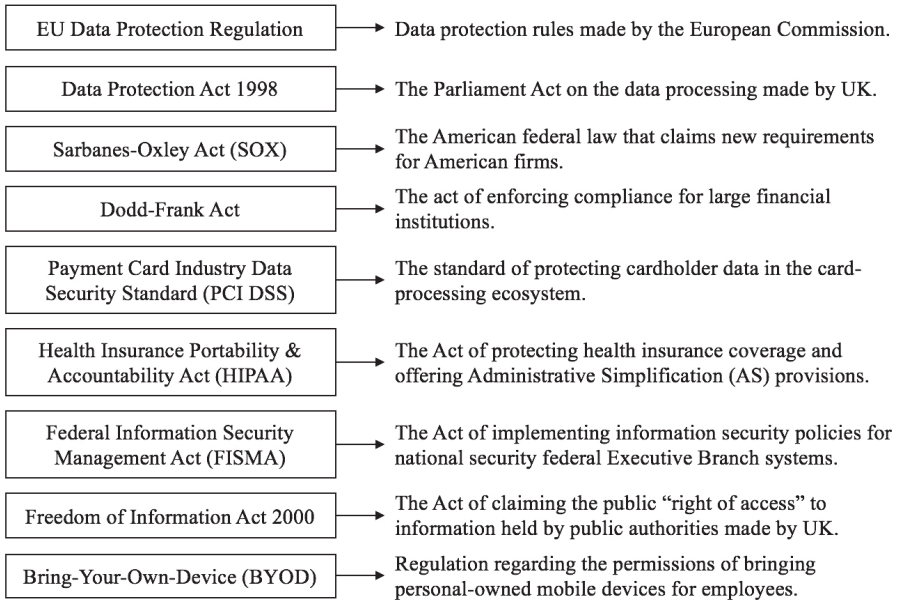 EU Data Protection Regulation
Data protection rules made by the European Commission.
Data Protection Act 1998
The Parliament Act on the data processing made by UK.
Sarbanes-Oxley Act (SOX)
The American federal law that claims new requirements
for American firms.
Dodd-Frank Act
The act of enforcing compliance for large financial
institutions.
Payment Card Industry Data
Security Standard (PCI DSS)
The standard of protecting cardholder data in the card-
processing ecosystem.
Health Insurance Portability &
Accountability Act (HIPAA)
The Act of protecting health insurance coverage and
offering Administrative Simplification (AS) provisions.
Federal Information Security
Management Act (FISMA)
The Act of implementing information security policies for
national security federal Executive Branch systems.
Freedom of Information Act 2000
The Act of claiming the public “right of access” to
information held by public authorities made by UK.
Bring-Your-Own-Device (BYOD)
Regulation regarding the permissions of bringing
personal-owned mobile devices for employees.